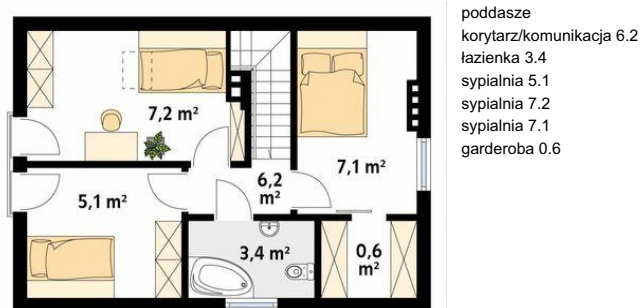 7,2 m²
5,1 m²
6,2
m²
7,1 m²
3,4 m²
0,6
m²
poddasze
korytarz/komunikacja 6.2
łazienka 3.4
sypialnia 5.1
sypialnia 7.2
sypialnia 7.1
garderoba 0.6